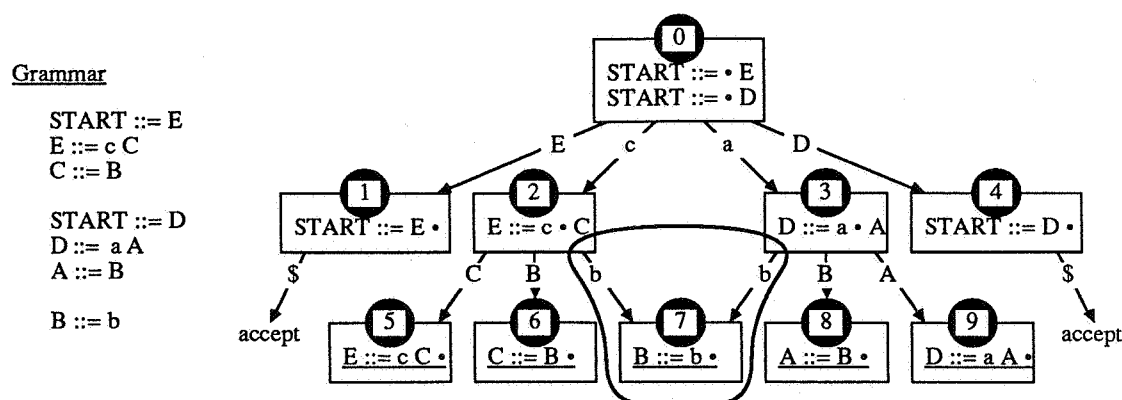 Grammar
START ::= E
E ::= c C
C ::= B
START ::= D
D ::= a A
A ::= B
B ::= b
0
START ::= • E
START ::= • D
E
c
a
D
1
START ::= E •
2
E ::= c • C
3
D ::= a • A
4
START ::= D •
$
C
B
b
b
B
A
$
accept
5
E ::= c C •
6
C ::= B •
7
B ::= b •
8
A ::= B •
9
D ::= a A •
accept